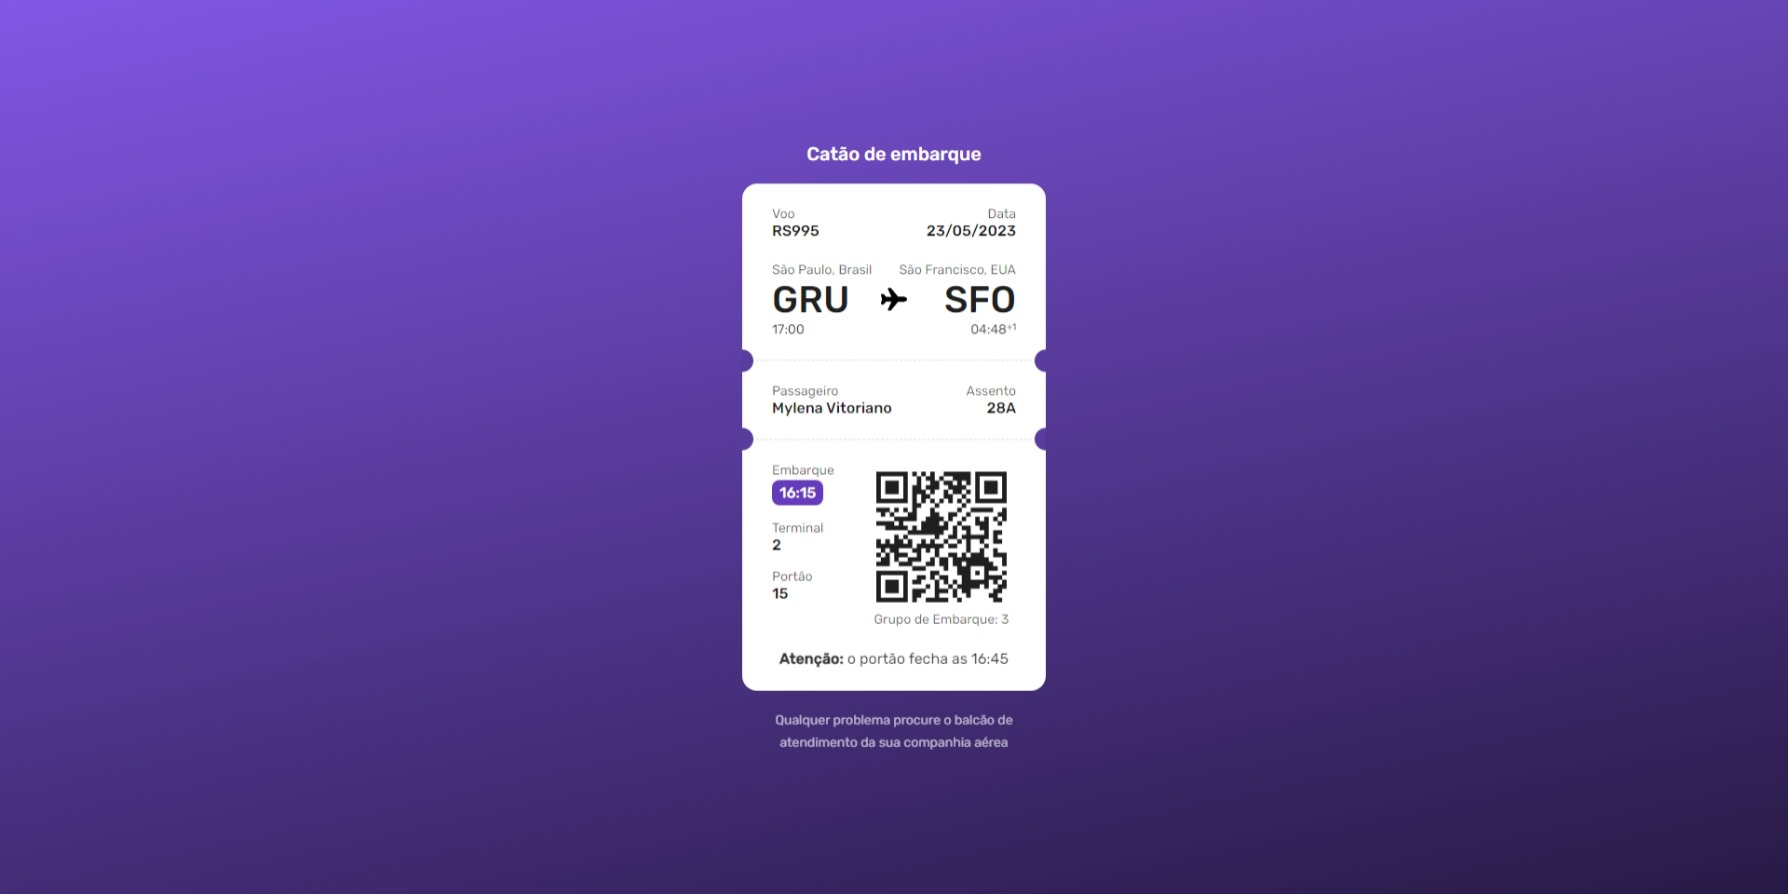 Catão de embarque
Voo Data
RS995 23/05/2023
São Paulo, Brasil São Francisco, EUA
GRU SFO
17:00 04:48+1
Passageiro Assento
Mylena Vitoriano 28A
Embarque
16:15
Terminal
2
Portão
15
Grupo de Embarque: 3
Atenção: o portão fecha as 16:45
Qualquer problema procure o balcão de
atendimento da sua companhia aérea